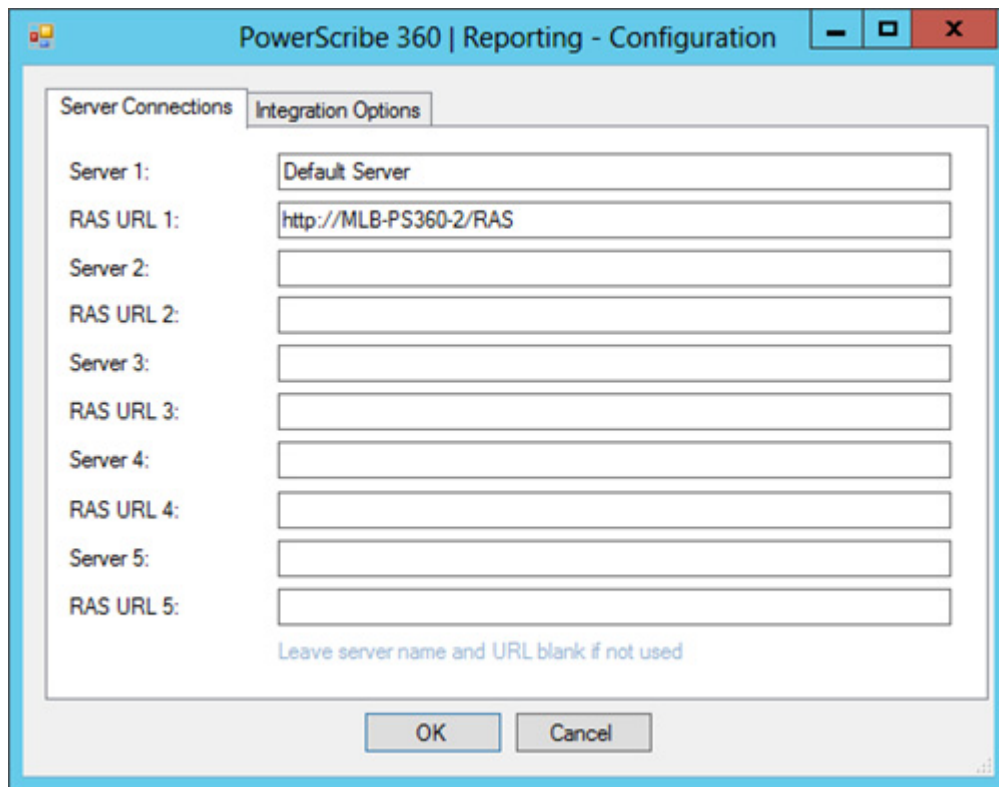 PowerScribe 360 | Reporting - Configuration
Server Connections
Integration Options
Server 1: Default Server
RAS URL 1: http://MLB-PS360-2/RAS
Server 2:
RAS URL 2:
Server 3:
RAS URL 3:
Server 4:
RAS URL 4:
Server 5:
RAS URL 5:
Leave server name and URL blank if not used
OK
Cancel